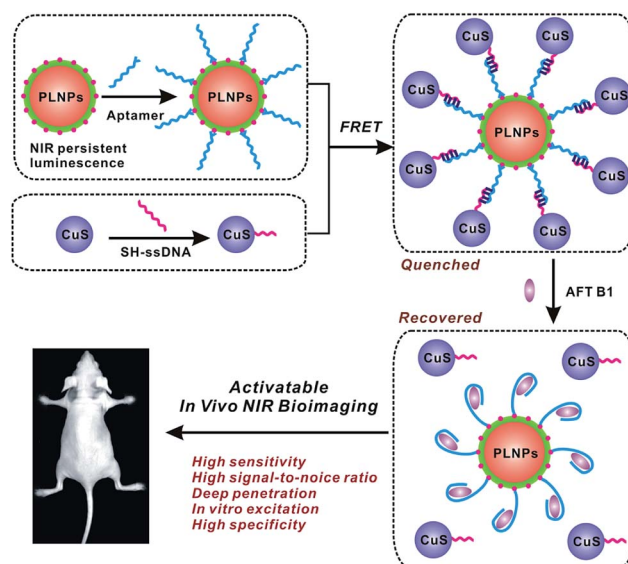 PLNPs
Aptamer
PLNPs
NIR persistent
luminescence
CuS
SH-ssDNA
CuS
FRET
CuS
CuS
CuS
CuS
PLNPs
CuS
CuS
CuS
CuS
Quenched
AFT B1
Recovered
CuS
CuS
PLNPs
CuS
CuS
Activatable
In Vivo NIR Bioimaging
High sensitivity
High signal-to-noice ratio
Deep penetration
In vitro excitation
High specificity